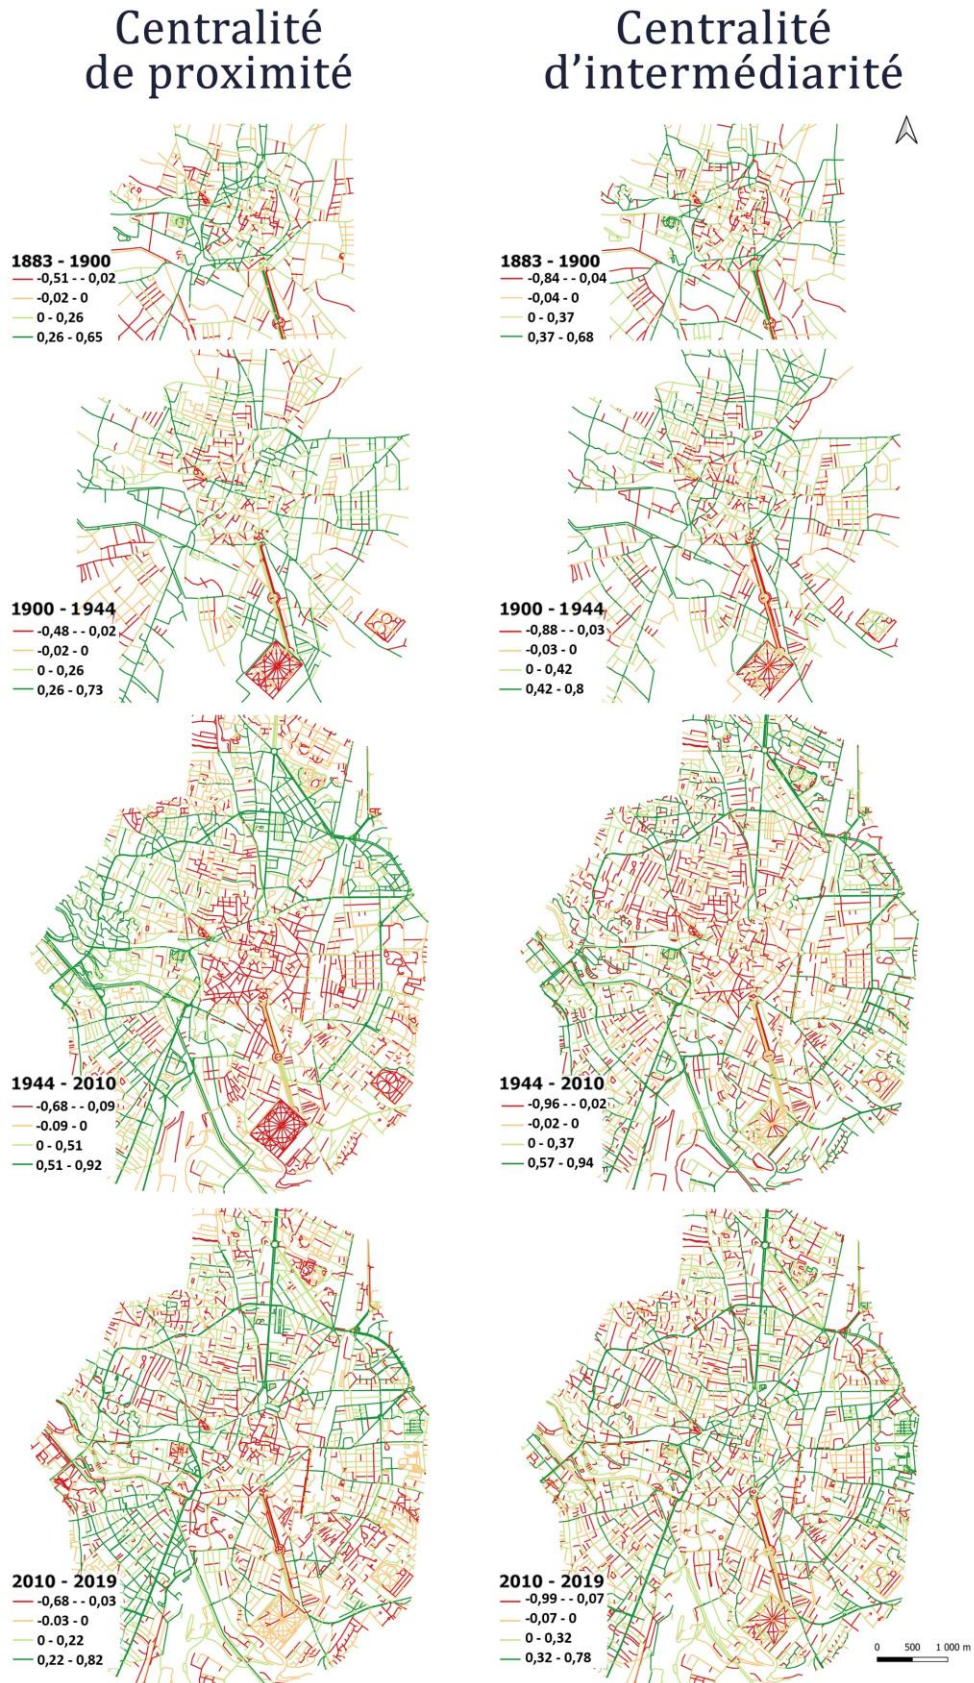 Centralité
de proximité
Centralité
d'intermédiarité
1883 - 1900
-0,51 - - 0,02
-0,02 - 0
0 - 0,26
0,26 - 0,65
1883 - 1900
-0,84 - - 0,04
-0,04 - 0
0 - 0,37
0,37 - 0,68
1900 - 1944
-0,48 - - 0,02
-0,02 - 0
0 - 0,26
0,26 - 0,73
1900 - 1944
-0,88 - - 0,03
-0,03 - 0
0 - 0,42
0,42 - 0,8
1944 - 2010
-0,68 - - 0,09
-0.09 - 0
0 - 0,51
0,51 - 0,92
1944 - 2010
-0,96 - - 0,02
-0,02 - 0
0 - 0,37
0,57 - 0,94
2010 - 2019
-0,68 - - 0,03
-0.03 - 0
0 - 0,22
0,22 - 0,82
2010 - 2019
-0,99 - - 0,07
-0,07 - 0
0 - 0,32
0,32 - 0,78
0 500 1 000 m